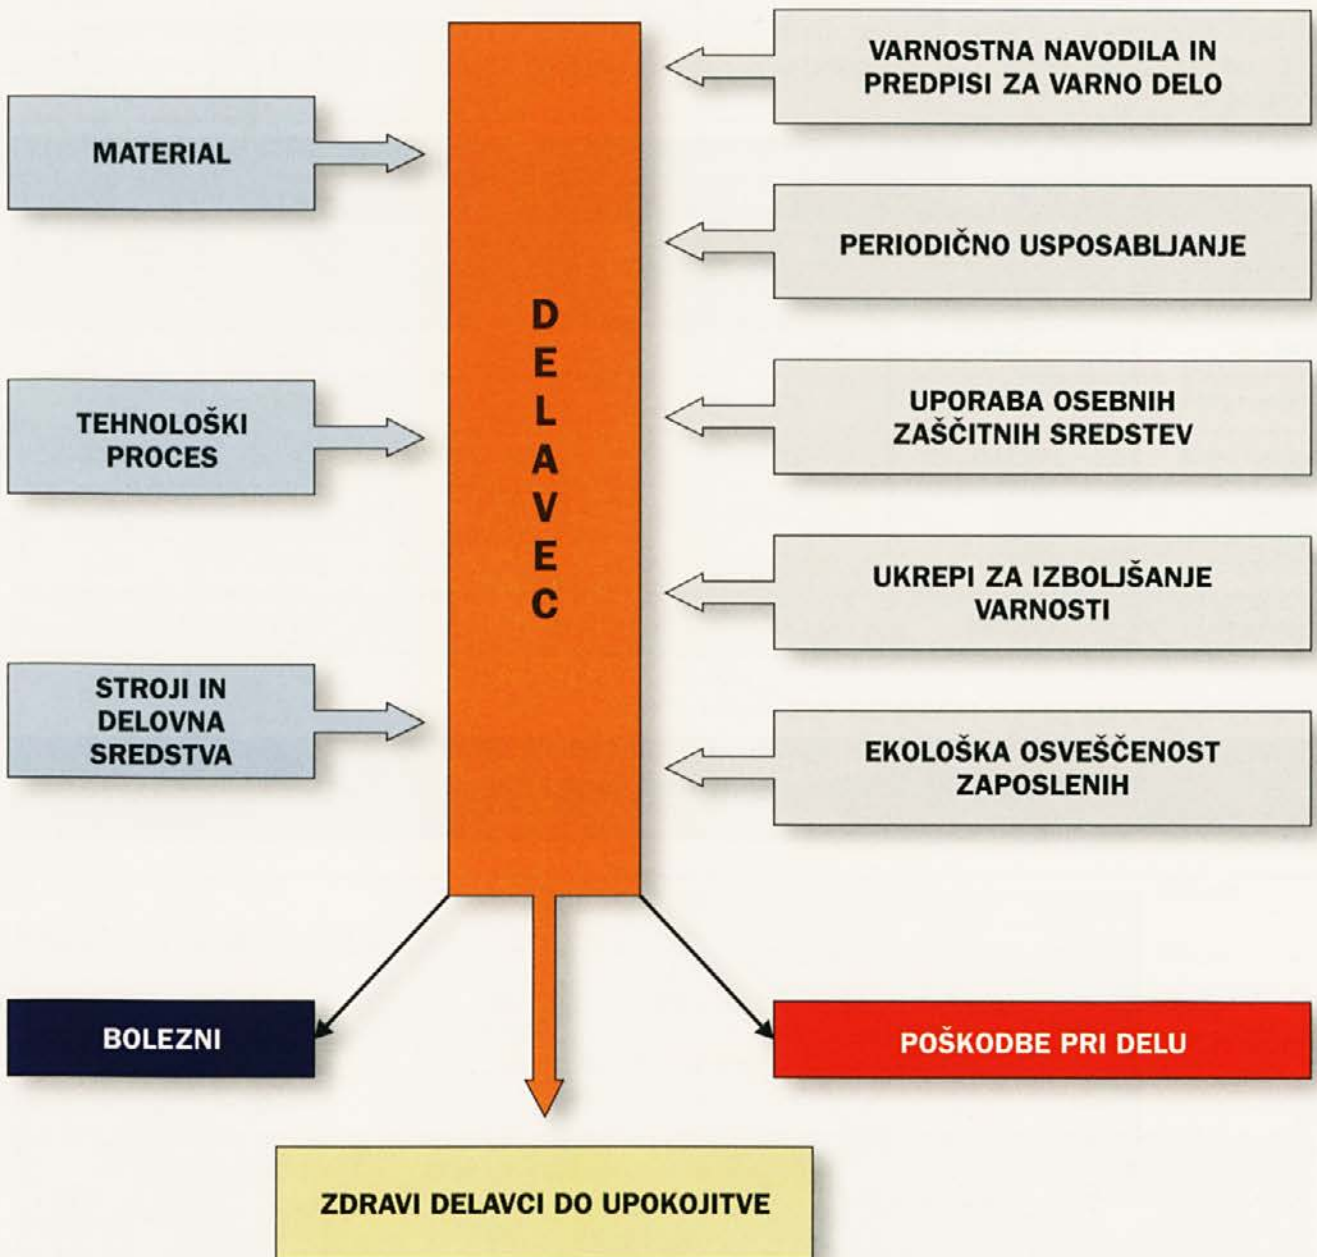 VARNOSTNA NAVODILA IN
PREDPISI ZA VARNO DELO
MATERIAL
PERIODIČNO USPOSABLJANJE
DELAVEC
UPORABA OSEBNIH
ZAŠČITNIH SREDSTEV
TEHNOLOŠKI
PROCES
UKREPI ZA IZBOLJŠANJE
VARNOSTI
STROJI IN
DELOVNA
SREDSTVA
EKOLOŠKA OSVEŠČENOST
ZAPOSLENIH
BOLEZNI
POŠKODBE PRI DELU
ZDRAVI DELAVCI DO UPOKOJITVE